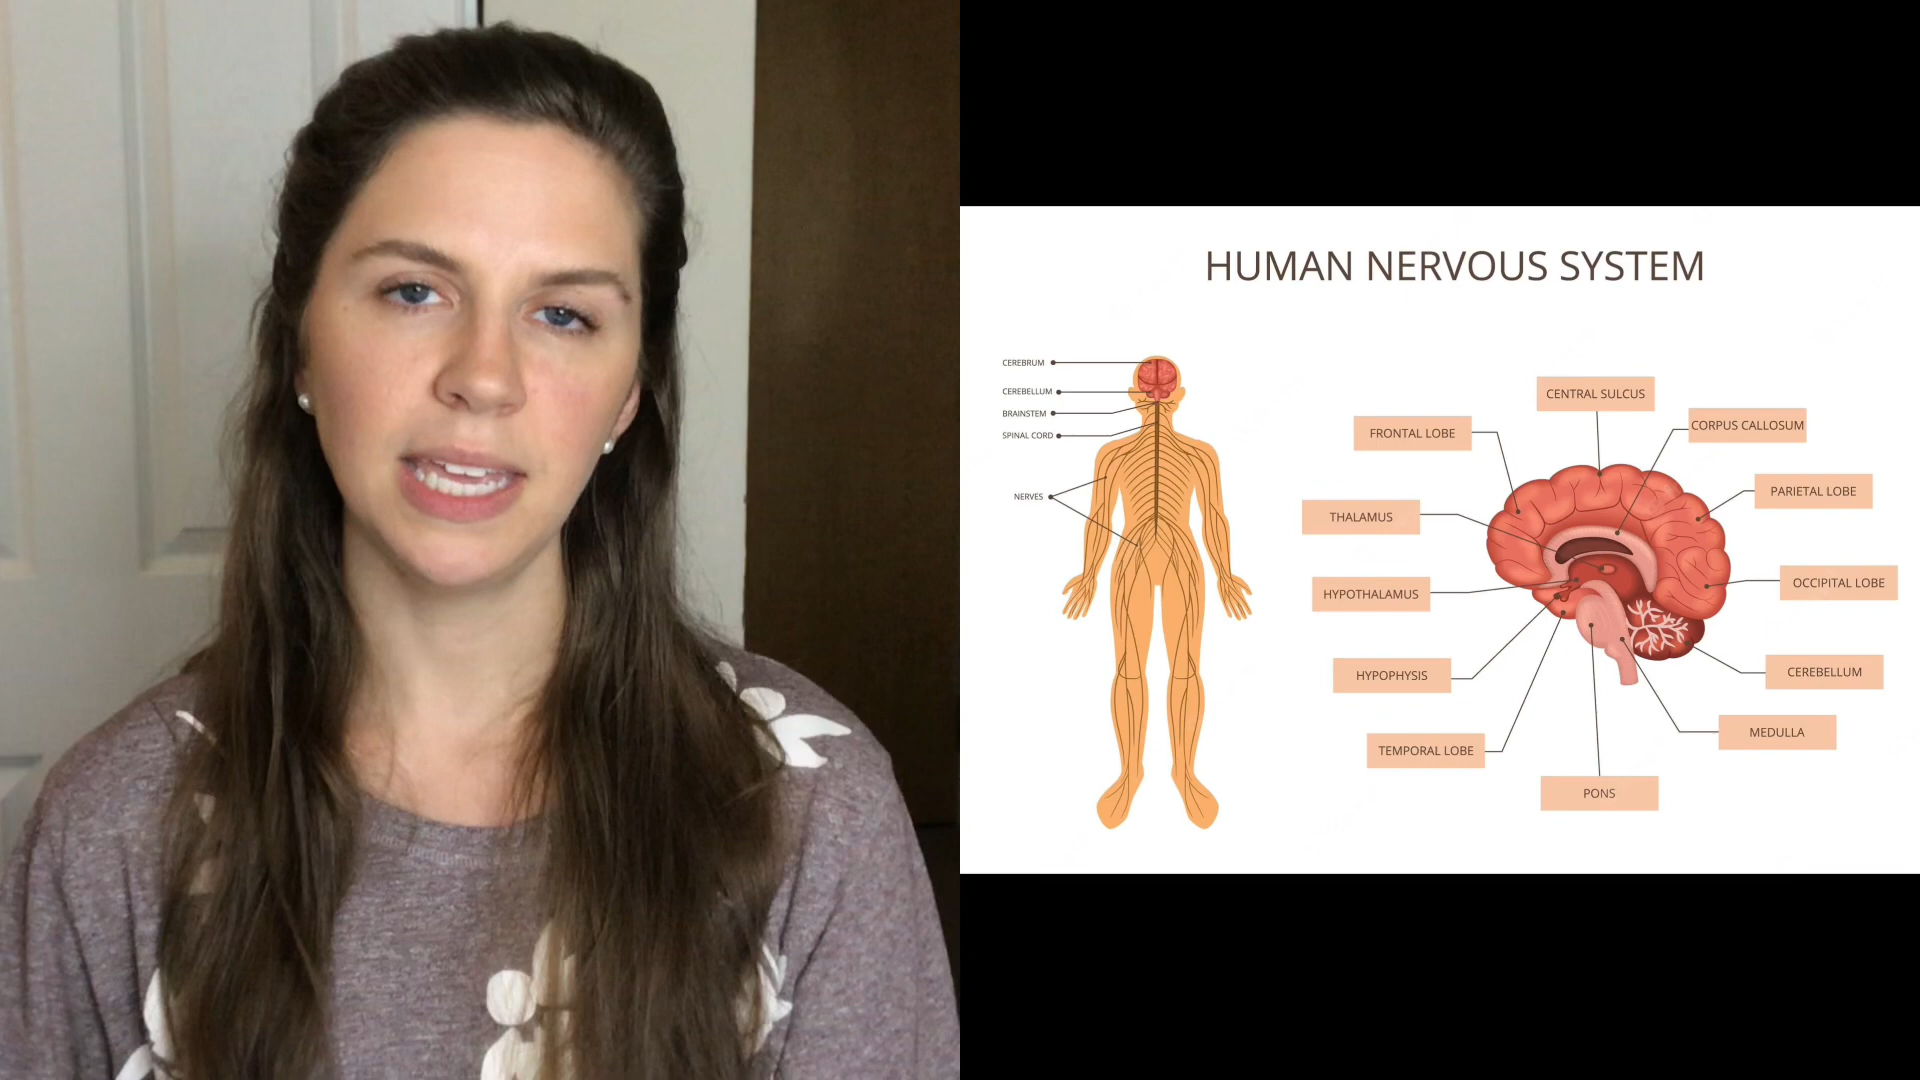 HUMAN NERVOUS SYSTEM
CEREBRUM
CEREBELLUM
BRAINSTEM
SPINAL CORD
NERVES
CENTRAL SULCUS
FRONTAL LOBE
CORPUS CALLOSUM
PARIETAL LOBE
THALAMUS
OCCIPITAL LOBE
HYPOTHALAMUS
HYPOPHYSIS
CEREBELLUM
TEMPORAL LOBE
MEDULLA
PONS